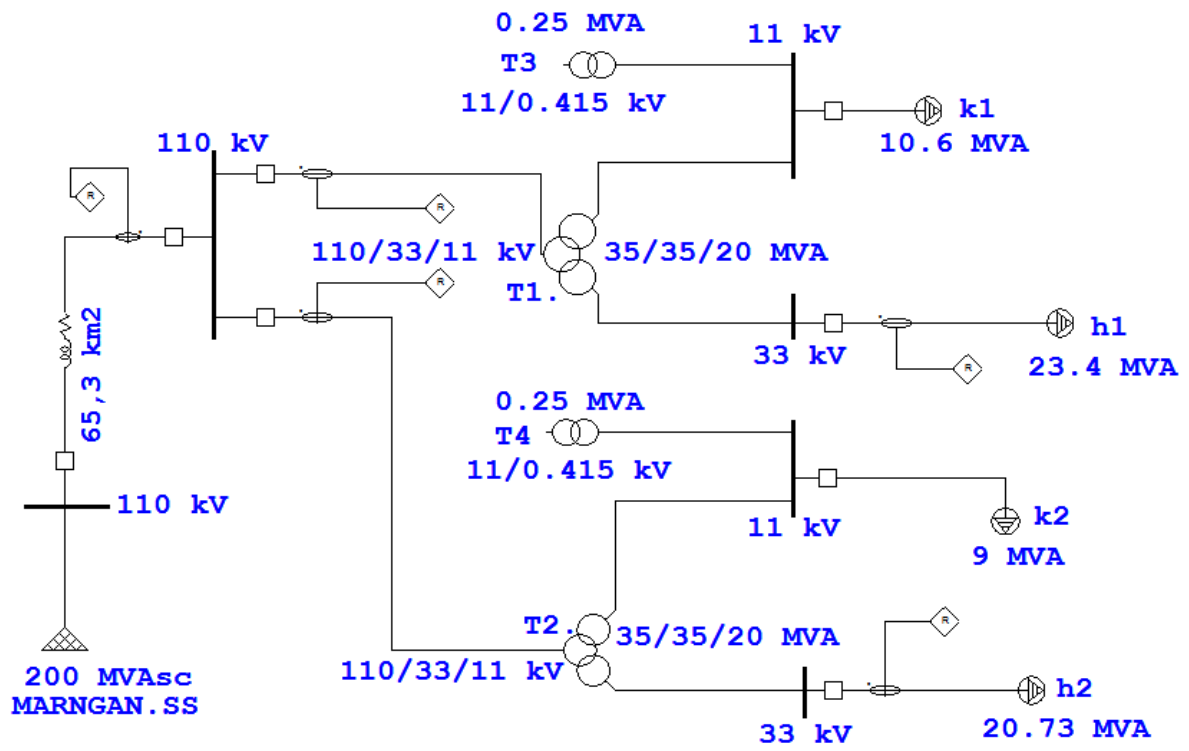 0.25 MVA
T3
11/0.415 kV
11 kV
k1
10.6 MVA
110 kV
R
R
110/33/11 kV
35/35/20 MVA
T1.
R
h1
33 kV
23.4 MVA
R
65,3 km2
0.25 MVA
T4
11/0.415 kV
110 kV
11 kV
k2
9 MVA
T2.
35/35/20 MVA
R
110/33/11 kV
200 MVAsc
MARNGAN.SS
h2
33 kV
20.73 MVA